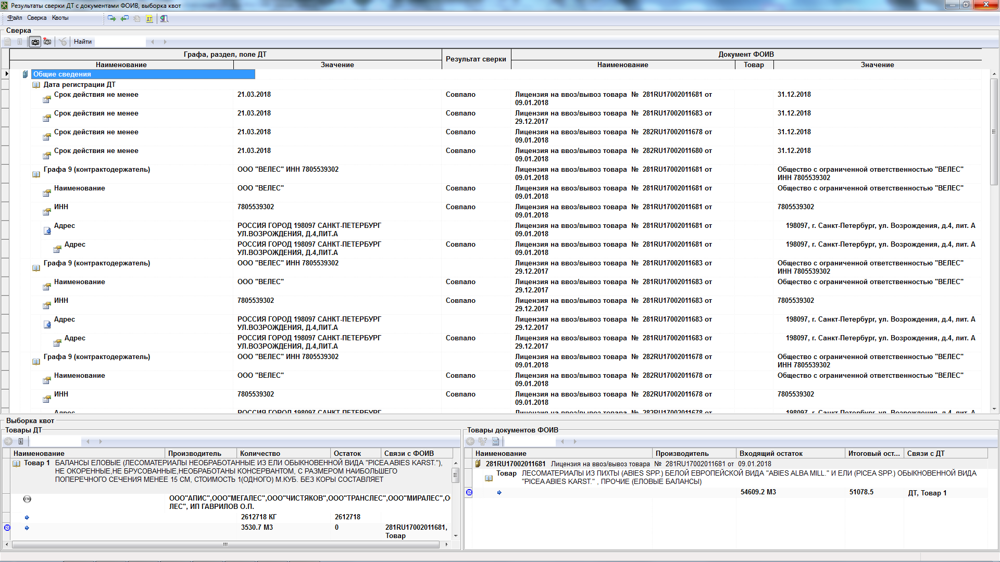 Результаты сверки ДТ с документами ФОИВ, выборка квот
Файл Сверка Квоты
Сверка
Найти
Графа, раздел, поле ДТ Результат сверки Документ ФОИВ
Наименование Значение Наименование Товар Значение
Общие сведения
Дата регистрации ДТ
Срок действия не менее 21.03.2018 Совпало Лицензия на ввоз/вывоз товара № 281RU17002011681 от 31.12.2018
09.01.2018
Срок действия не менее 21.03.2018 Совпало Лицензия на ввоз/вывоз товара № 281RU17002011683 от 31.12.2018
29.12.2017
Срок действия не менее 21.03.2018 Совпало Лицензия на ввоз/вывоз товара № 282RU17002011678 от 31.12.2018
09.01.2018
Срок действия не менее 21.03.2018 Совпало Лицензия на ввоз/вывоз товара № 282RU17002011680 от 31.12.2018
09.01.2018
Графа 9 (контрактодержатель) ООО "ВЕЛЕС" ИНН 7805539302 Лицензия на ввоз/вывоз товара № 281RU17002011681 от Общество с ограниченной ответственностью "ВЕЛЕС"
09.01.2018 ИНН 7805539302
Наименование ООО "ВЕЛЕС" Совпало Лицензия на ввоз/вывоз товара № 281RU17002011681 от Общество с ограниченной ответственностью "ВЕЛЕС"
09.01.2018
ИНН 7805539302 Совпало Лицензия на ввоз/вывоз товара № 281RU17002011681 от 7805539302
09.01.2018
Адрес РОССИЯ ГОРОД 198097 САНКТ-ПЕТЕРБУРГ Лицензия на ввоз/вывоз товара № 281RU17002011681 от 198097, г. Санкт-Петербург, ул. Возрождения, д.4, лит. А
УЛ.ВОЗРОЖДЕНИЯ, Д.4,ЛИТ.А 09.01.2018
Адрес РОССИЯ ГОРОД 198097 САНКТ-ПЕТЕРБУРГ Совпало Лицензия на ввоз/вывоз товара № 281RU17002011681 от 198097, г. Санкт-Петербург, ул. Возрождения, д.4, лит. А
УЛ.ВОЗРОЖДЕНИЯ, Д.4,ЛИТ.А 09.01.2018
Графа 9 (контрактодержатель) ООО "ВЕЛЕС" ИНН 7805539302 Лицензия на ввоз/вывоз товара № 281RU17002011683 от Общество с ограниченной ответственностью "ВЕЛЕС"
29.12.2017 ИНН 7805539302
Наименование ООО "ВЕЛЕС" Совпало Лицензия на ввоз/вывоз товара № 281RU17002011683 от Общество с ограниченной ответственностью "ВЕЛЕС"
29.12.2017
ИНН 7805539302 Совпало Лицензия на ввоз/вывоз товара № 281RU17002011683 от 7805539302
29.12.2017
Адрес РОССИЯ ГОРОД 198097 САНКТ-ПЕТЕРБУРГ Лицензия на ввоз/вывоз товара № 281RU17002011683 от 198097, г. Санкт-Петербург, ул. Возрождения, д.4, лит. А
УЛ.ВОЗРОЖДЕНИЯ, Д.4,ЛИТ.А 29.12.2017
Адрес РОССИЯ ГОРОД 198097 САНКТ-ПЕТЕРБУРГ Совпало Лицензия на ввоз/вывоз товара № 281RU17002011683 от 198097, г. Санкт-Петербург, ул. Возрождения, д.4, лит. А
УЛ.ВОЗРОЖДЕНИЯ, Д.4,ЛИТ.А 29.12.2017
Графа 9 (контрактодержатель) ООО "ВЕЛЕС" ИНН 7805539302 Лицензия на ввоз/вывоз товара № 282RU17002011678 от Общество с ограниченной ответственностью "ВЕЛЕС"
09.01.2018 ИНН 7805539302
Наименование ООО "ВЕЛЕС" Совпало Лицензия на ввоз/вывоз товара № 282RU17002011678 от Общество с ограниченной ответственностью "ВЕЛЕС"
09.01.2018
ИНН 7805539302 Совпало Лицензия на ввоз/вывоз товара № 282RU17002011678 от 7805539302
09.01.2018
Адрес РОССИЯ ГОРОД 198097 САНКТ-ПЕТЕРБУРГ Лицензия на ввоз/вывоз товара № 282RU17002011678 от 198097, г. Санкт-Петербург, ул. Возрождения, д.4, лит. А
Выборка квот
Товары ДТ
Наименование Производитель Количество Остаток Связи с ФОИВ
Товар 1 БАЛАНСЫ ЕЛОВЫЕ (ЛЕСОМАТЕРИАЛЫ НЕОБРАБОТАННЫЕ ИЗ ЕЛИ ОБЫКНОВЕННОЙ ВИДА "PICEA ABIES KARST."),
НЕ ОКОРЕННЫЕ,НЕ БРУСОВАННЫЕ,НЕОБРАБОТАНЫ КОНСЕРВАНТОМ, С РАЗМЕРОМ НАИБОЛЬШЕГО
ПОПЕРЕЧНОГО СЕЧЕНИЯ МЕНЕЕ 15 СМ, СТОИМОСТЬ 1(ОДНОГО) М.КУБ. БЕЗ КОРЫ СОСТАВЛЯЕТ
ООО"АПИС",ООО"МЕГАЛЕС",ООО"ЧИСТЯКОВ",ООО"ТРАНСЛЕС",ООО"МИРАЛЕС",О
ЛЕС", ИП ГАВРИЛОВ О.П.
2612718 КГ 2612718
3530.7 М3 0 281RU17002011681,
Товар
Товары документов ФОИВ
Наименование Производитель Входящий остаток Итоговый ост... Связи с ДТ
281RU17002011681 Лицензия на ввоз/вывоз товара № 281RU17002011681 от 09.01.2018
Товар ЛЕСОМАТЕРИАЛЫ ИЗ ПИХТЫ (ABIES SPP.) БЕЛОЙ ЕВРОПЕЙСКОЙ ВИДА "ABIES ALBA MILL." И ЕЛИ (PICEA SPP.) ОБЫКНОВЕННОЙ ВИДА
"PICEA ABIES KARST." , ПРОЧИЕ (ЕЛОВЫЕ БАЛАНСЫ)
54609.2 М3 51078.5 ДТ, Товар 1